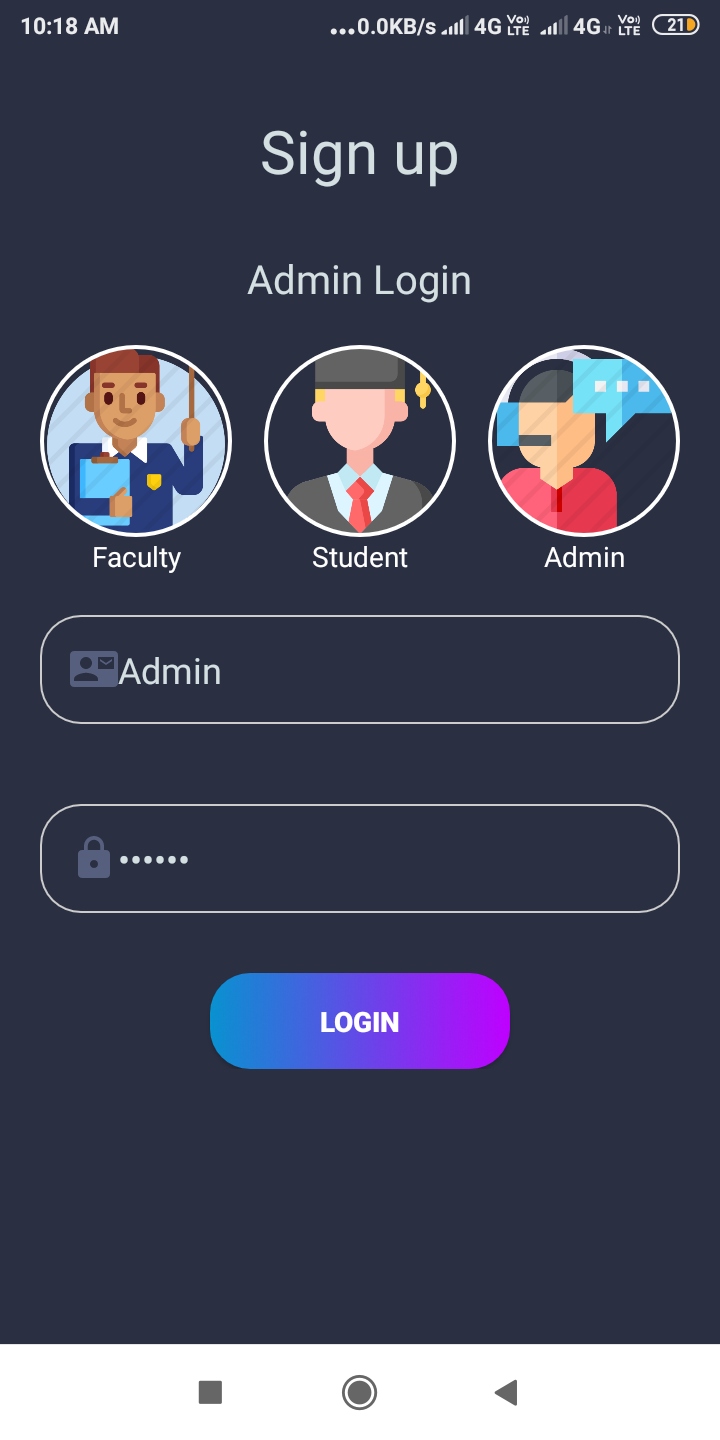 10:18 AM ...0.0KB/s 4G Vo)) LTE 4G Vo)) LTE 21
Sign up
Admin Login
Faculty Student Admin
Admin
••••••
LOGIN